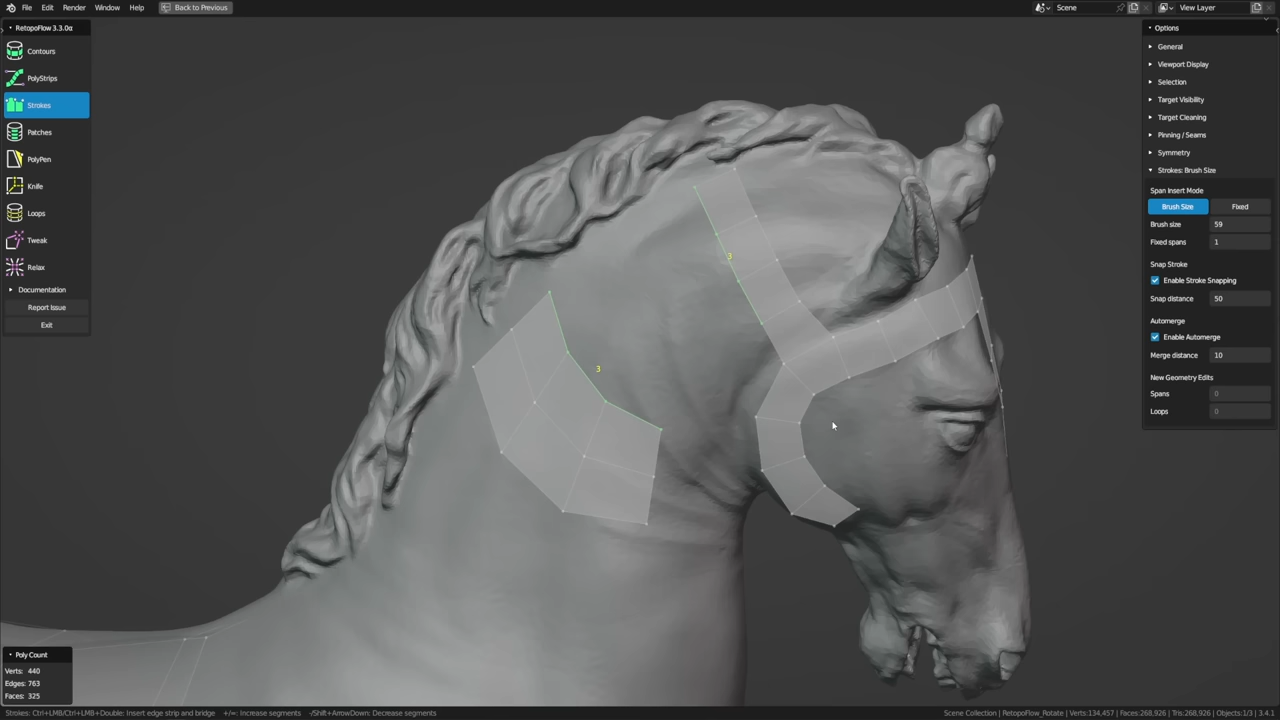 File Edit Render Window Help Back to Previous Scene View Layer
RetopoFlow 3.3.0α
Contours
PolyStrips
Strokes
Patches
PolyPen
Knife
Loops
Tweak
Relax
Documentation
Report Issue
Exit
3
3
Options
General
Viewport Display
Selection
Target Visibility
Target Cleaning
Pinning / Seams
Symmetry
Strokes: Brush Size
Span Insert Mode
Brush Size Fixed
Brush size 59
Fixed spans 1
Snap Stroke
Enable Stroke Snapping
Snap distance 50
Automerge
Enable Automerge
Merge distance 10
New Geometry Edits
Spans 0
Loops 0
Poly Count
Verts: 440
Edges: 763
Faces: 325
Strokes: Ctrl+LMB/Ctrl+LMB+Double: Insert edge strip and bridge +/=: Increase segments -/Shift+ArrowDown: Decrease segments Scene Collection | RetopoFlow_Rotate | Verts:134,457 | Faces:268,926 | Tris:268,926 | Objects:1/3 | 3.4.1